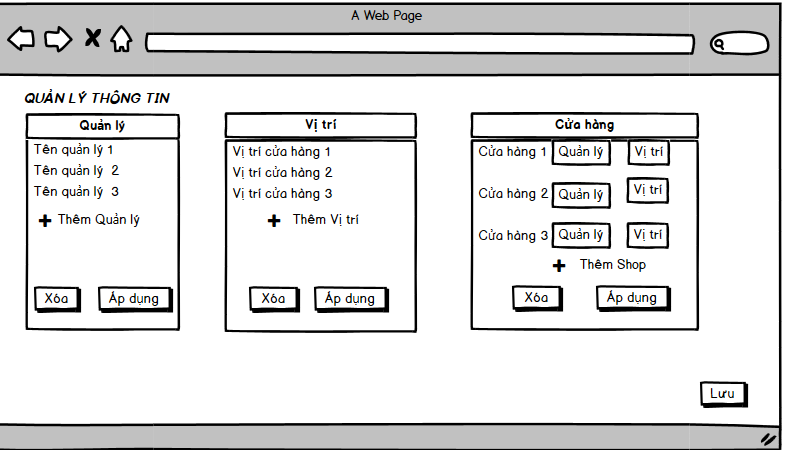 A Web Page
QUẢN LÝ THÔNG TIN
Quản lý
Tên quản lý 1
Tên quản lý 2
Tên quản lý 3
Thêm Quản lý
Xóa Áp dụng
Vị trí
Vị trí cửa hàng 1
Vị trí cửa hàng 2
Vị trí cửa hàng 3
Thêm Vị trí
Xóa Áp dụng
Cửa hàng
Cửa hàng 1 Quản lý Vị trí
Cửa hàng 2 Quản lý Vị trí
Cửa hàng 3 Quản lý Vị trí
Thêm Shop
Xóa Áp dụng
Lưu